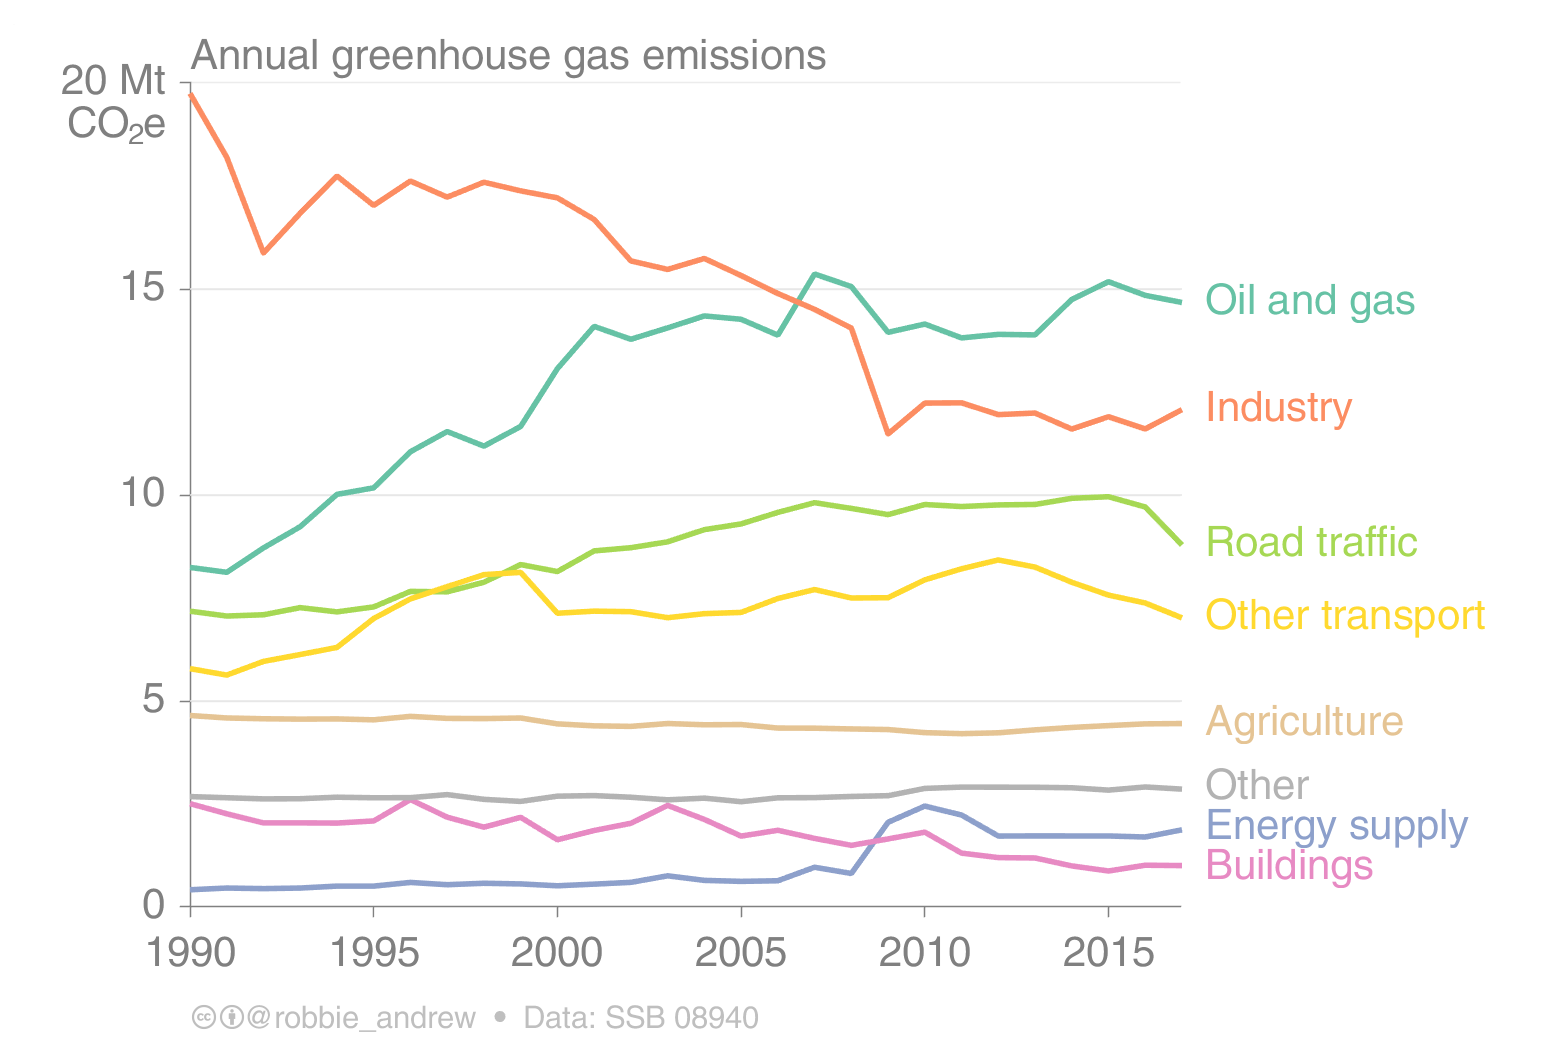 Annual greenhouse gas emissions
20 Mt
CO₂e
15
10
5
0
Oil and gas
Industry
Road traffic
Other transport
Agriculture
Other
Energy supply
Buildings
1990 1995 2000 2005 2010 2015
@robbie_andrew • Data: SSB 08940